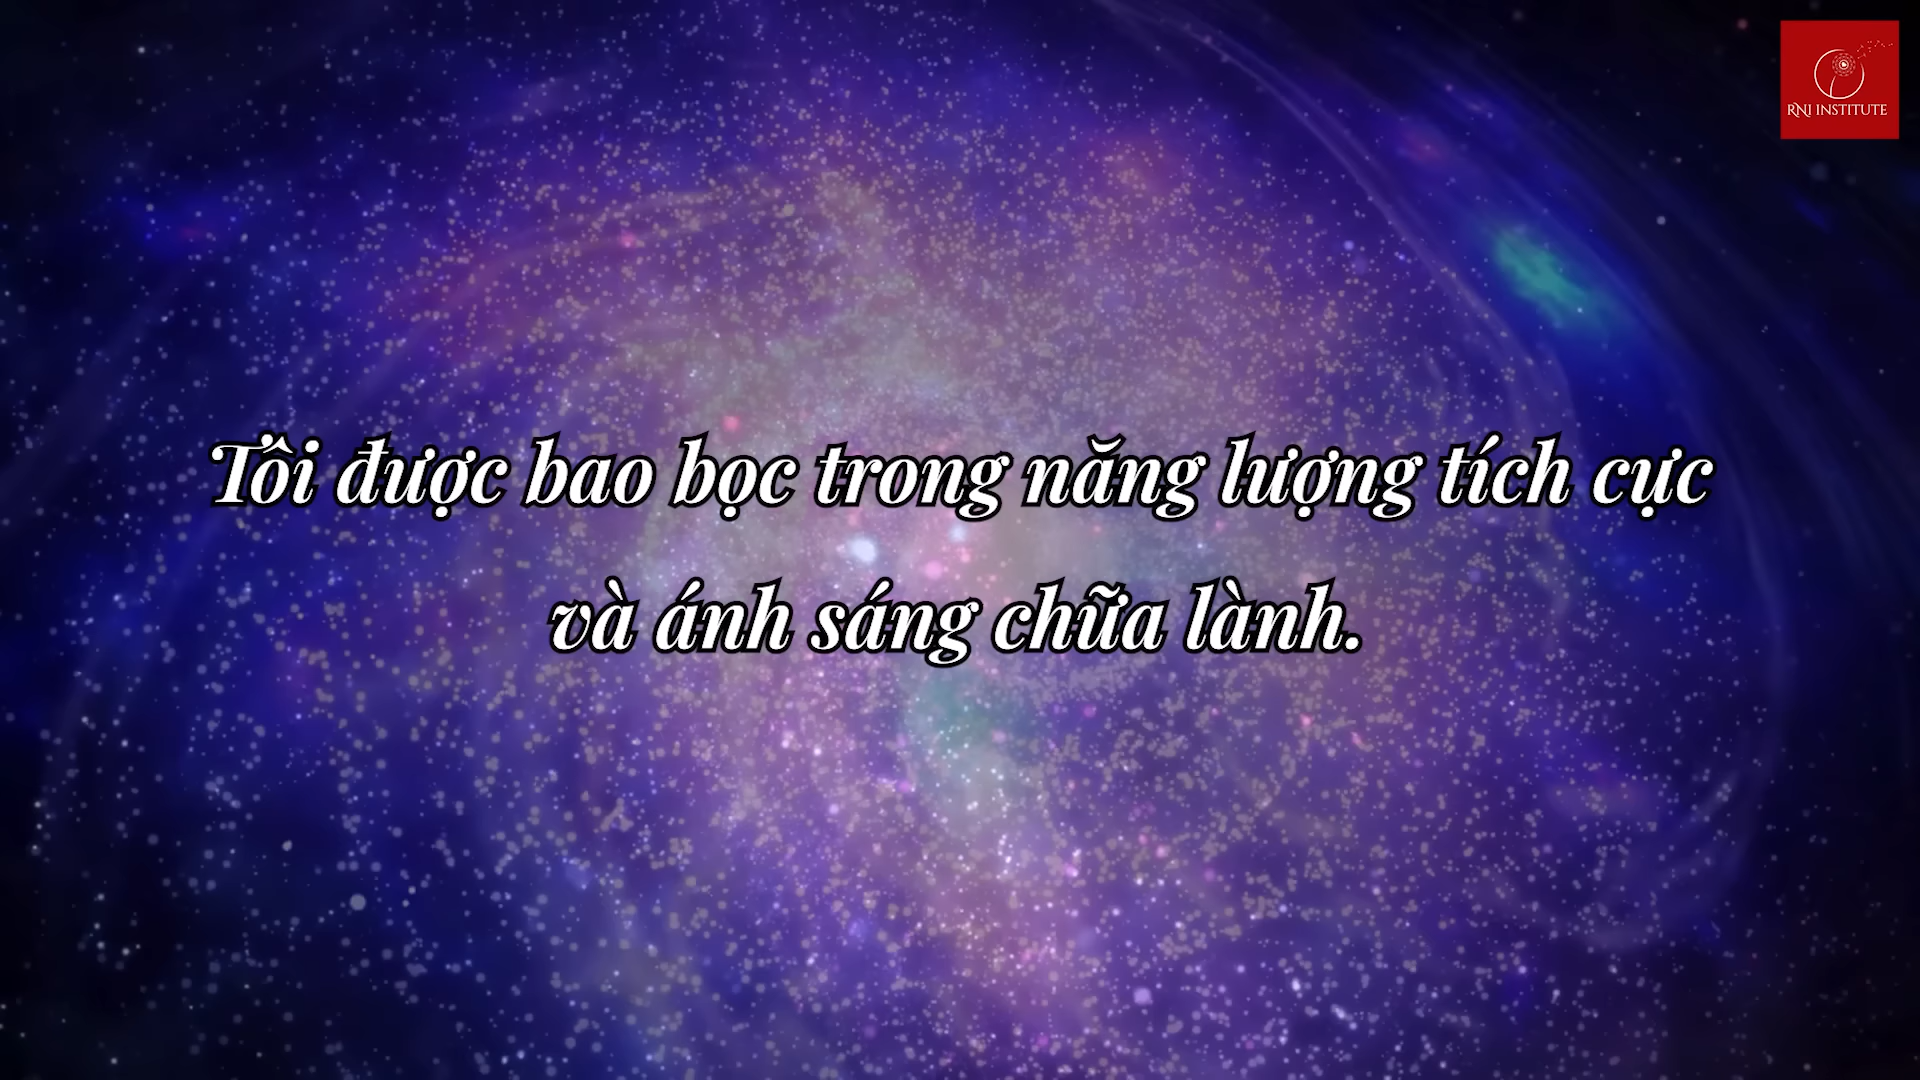 RNI INSTITUTE
Tôi được bao bọc trong năng lượng tích cực
và ánh sáng chữa lành.